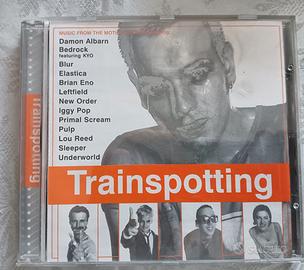 MUSIC FROM THE MOTION PICTURE
Damon Albarn
Bedrock
featuring KYO
Blur
Elastica
Brian Eno
Leftfield
New Order
Iggy Pop
Primal Scream
Pulp
Lou Reed
Sleeper
Underworld
Trainspotting
Trainspotting